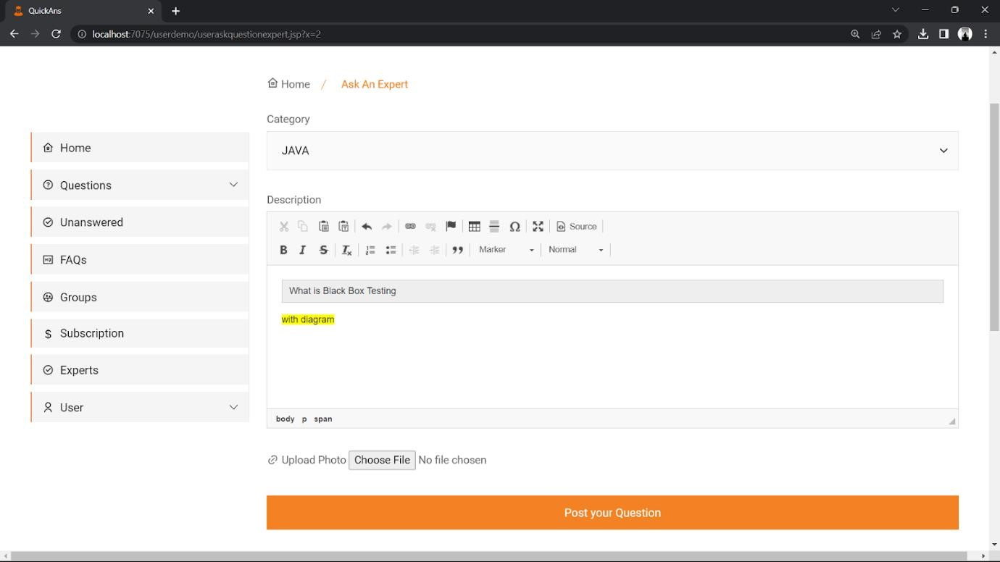 QuickAns
localhost:7075/userdemo/useraskquestionexpert.jsp?x=2
Home / Ask An Expert
Category
JAVA
Home
Questions
Unanswered
FAQs
Groups
$ Subscription
Experts
User
Description
Source
B I S Tx Marker Normal
What is Black Box Testing
with diagram
body p span
Upload Photo Choose File No file chosen
Post your Question